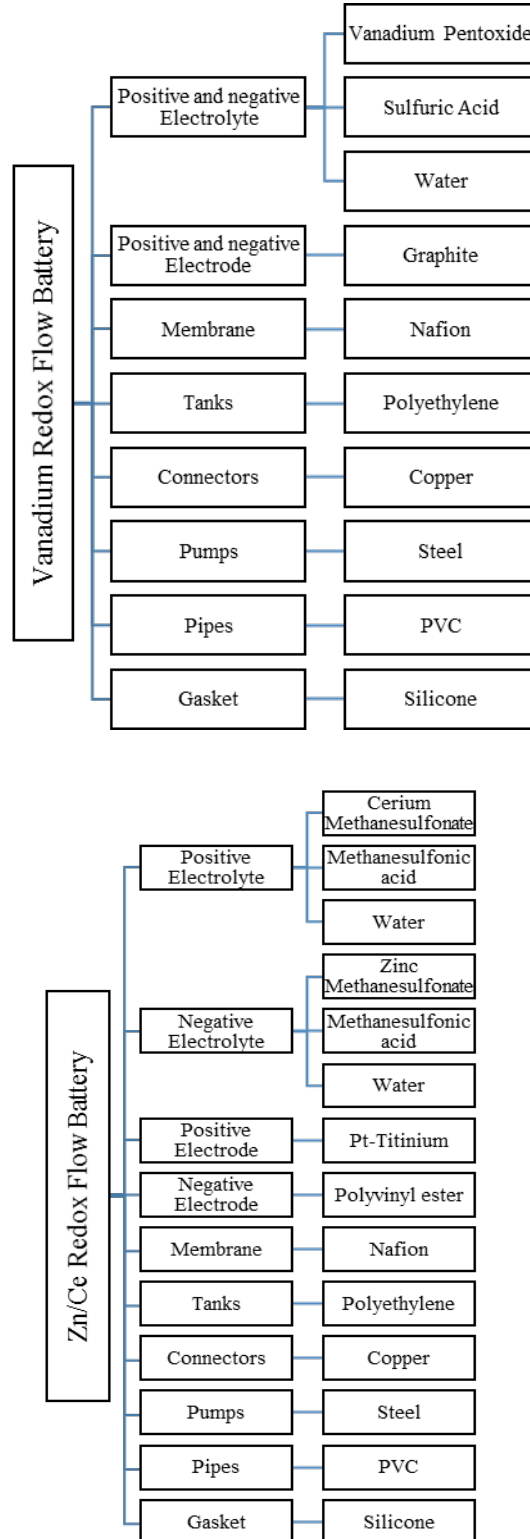 Vanadium Redox Flow Battery
Positive and negative
Electrolyte
Vanadium Pentoxide
Sulfuric Acid
Water
Positive and negative
Electrode
Graphite
Membrane
Nafion
Tanks
Polyethylene
Connectors
Copper
Pumps
Steel
Pipes
PVC
Gasket
Silicone
Zn/Ce Redox Flow Battery
Positive
Electrolyte
Cerium
Methanesulfonate
Methanesulfonic
acid
Water
Negative
Electrolyte
Zinc
Methanesulfonate
Methanesulfonic
acid
Water
Positive
Electrode
Pt-Titinium
Negative
Electrode
Polyvinyl ester
Membrane
Nafion
Tanks
Polyethylene
Connectors
Copper
Pumps
Steel
Pipes
PVC
Gasket
Silicone